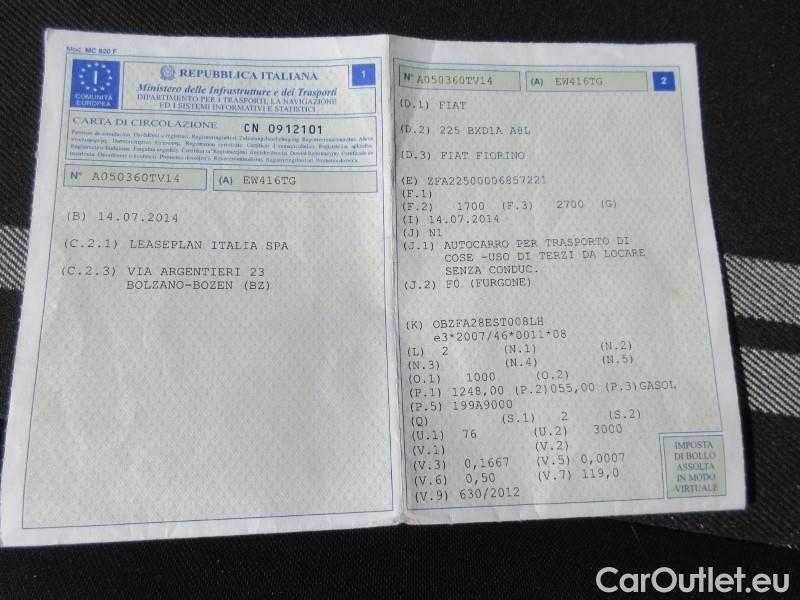 Mod. MC 820 F
REPUBBLICA ITALIANA
1
I
COMUNITÀ
EUROPEA
Ministero delle Infrastrutture e dei Trasporti
DIPARTIMENTO PER I TRASPORTI, LA NAVIGAZIONE
ED I SISTEMI INFORMATIVI E STATISTICI
CARTA DI CIRCOLAZIONE CN 0912101
N° A050360TV14 (A) EW416TG
(B) 14.07.2014
(C.2.1) LEASEPLAN ITALIA SPA
(C.2.3) VIA ARGENTIERI 23
BOLZANO-BOZEN (BZ)
N° A050360TV14 (A) EW416TG 2
(D.1) FIAT
(D.2) 225 BXD1A A8L
(D.3) FIAT FIORINO
(E) ZFA22500006857221
(F.1)
(F.2) 1700 (F.3) 2700 (G)
(I) 14.07.2014
(J) N1
(J.1) AUTOCARRO PER TRASPORTO DI
COSE -USO DI TERZI DA LOCARE
SENZA CONDUC.
(J.2) F0 (FURGONE)
(K) OBZFA28EST008LH
e3*2007/46*0011*08
(L) 2 (N.1) (N.2)
(N.3) (N.4) (N.5)
(O.1) 1000 (O.2)
(P.1) 1248,00 (P.2)055,00 (P.3)GASOL
(P.5) 199A9000
(Q) (S.1) 2 (S.2)
(U.1) 76 (U.2) 3000
(V.1) (V.2)
(V.3) 0,1667 (V.5) 0,0007
(V.6) 0,50 (V.7) 119,0
(V.9) 630/2012
IMPOSTA
DI BOLLO
ASSOLTA
IN MODO
VIRTUALE
CarOutlet.eu